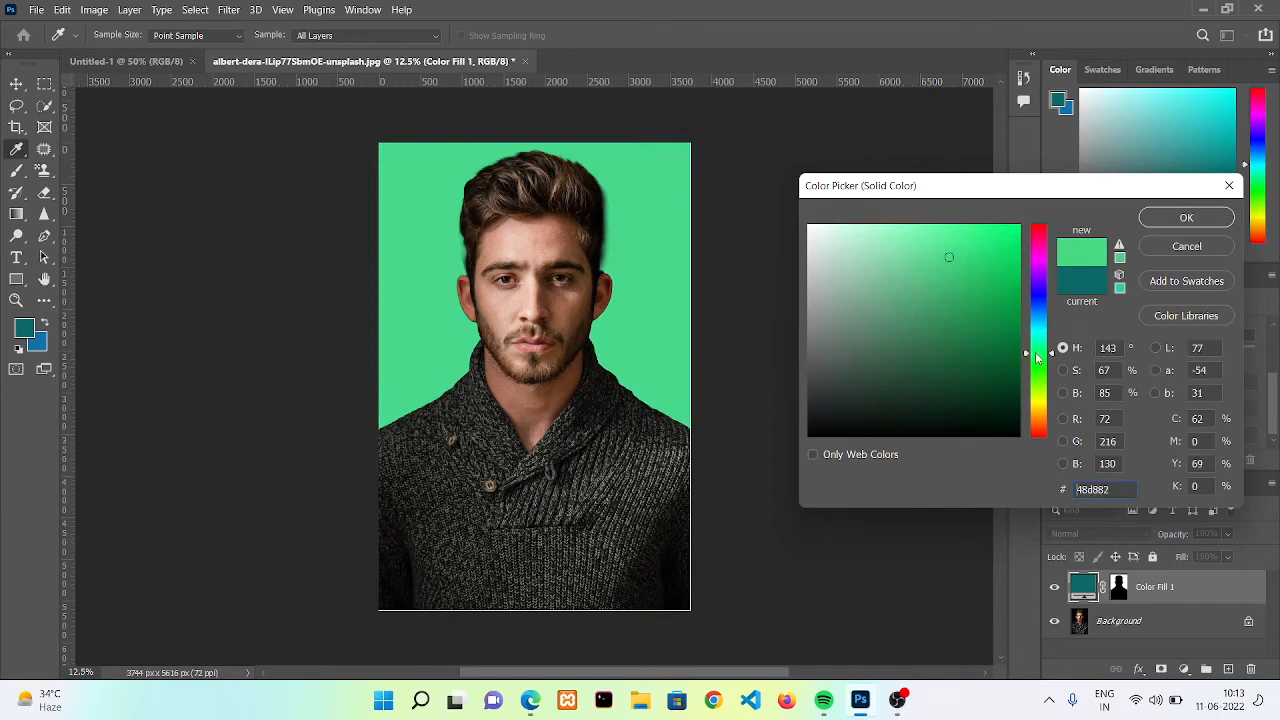 Ps File Edit Image Layer Type Select Filter 3D View Plugins Window Help
Sample Size: Point Sample Sample: All Layers Show Sampling Ring
Untitled-1 @ 50% (RGB/8) × albert-dera-ILip77SbmOE-unsplash.jpg @ 12.5% (Color Fill 1, RGB/8) * ×
Color Swatches Gradients Patterns
3500 3000 2500 2000 1500 1000 500 0 500 1000 1500 2000 2500 3000 3500 4000 4500 5000 5500 6000 6500 7000
Color Picker (Solid Color)
new
OK
Cancel
Add to Swatches
current
Color Libraries
H: 143 ° L: 77
S: 67 % a: -54
B: 85 % b: 31
R: 72 C: 62 %
G: 216 M: 0 %
B: 130 Y: 69 %
Only Web Colors
# 48d882 K: 0 %
Kind
Normal Opacity: 100%
Lock: Fill: 100%
Color Fill 1
Background
12.5% 3744 px x 5616 px (72 ppi)
34°C
Haze
Ps
ENG
IN
10:13
11-06-2022